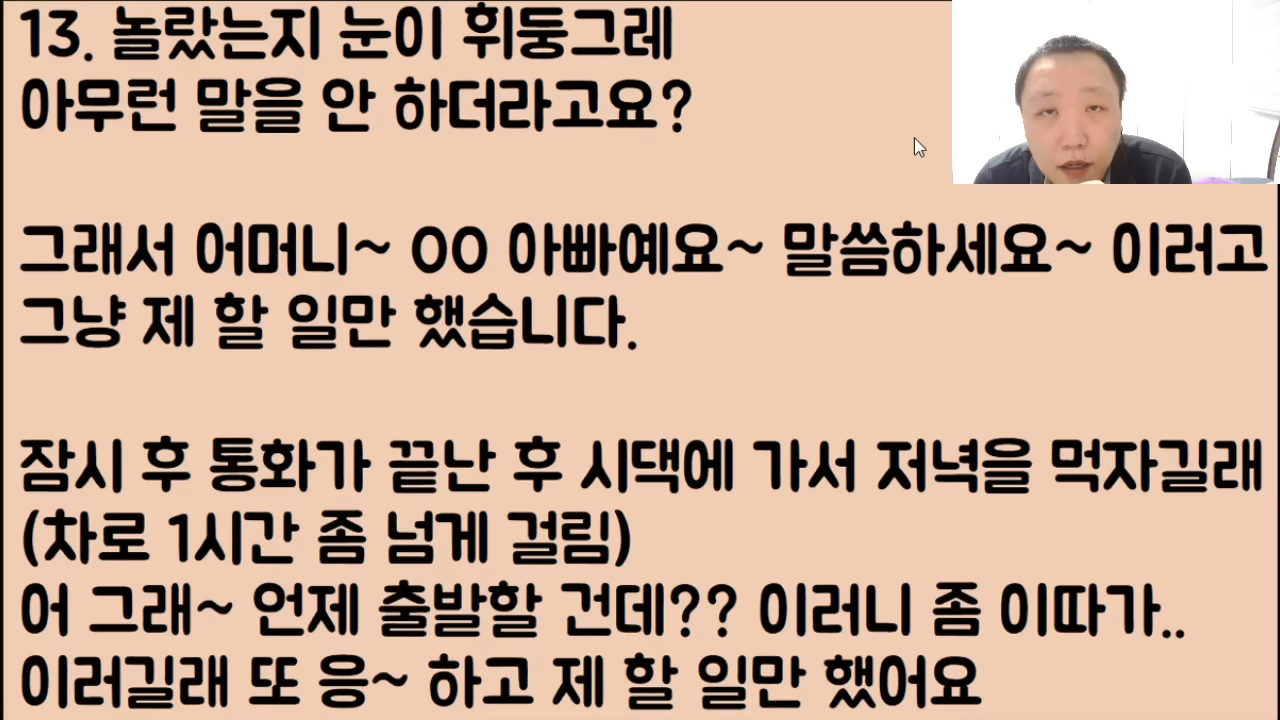 13. 놀랐는지 눈이 휘둥그레
아무런 말을 안 하더라고요?
그래서 어머니~ OO 아빠예요~ 말씀하세요~ 이러고
그냥 제 할 일만 했습니다.
잠시 후 통화가 끝난 후 시댁에 가서 저녁을 먹자길래
(차로 1시간 좀 넘게 걸림)
어 그래~ 언제 출발할 건데?? 이러니 좀 이따가..
이러길래 또 응~ 하고 제 할 일만 했어요